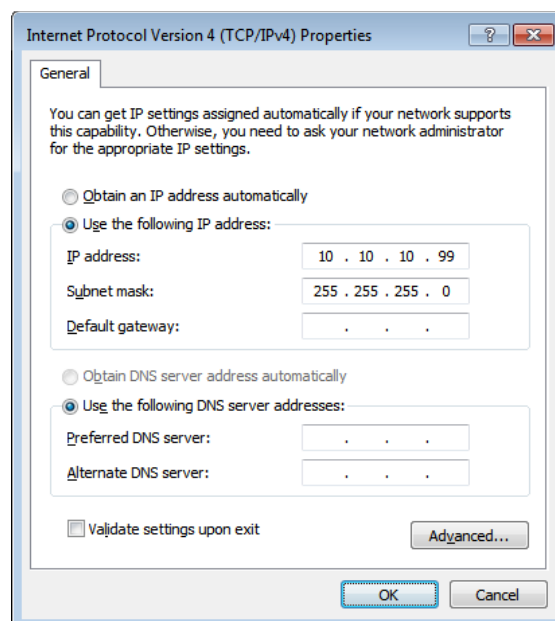 Internet Protocol Version 4 (TCP/IPv4) Properties
General
You can get IP settings assigned automatically if your network supports
this capability. Otherwise, you need to ask your network administrator
for the appropriate IP settings.
Obtain an IP address automatically
Use the following IP address:
IP address: 10 . 10 . 10 . 99
Subnet mask: 255 . 255 . 255 . 0
Default gateway: . . .
Obtain DNS server address automatically
Use the following DNS server addresses:
Preferred DNS server: . . .
Alternate DNS server: . . .
Validate settings upon exit
Advanced...
OK Cancel